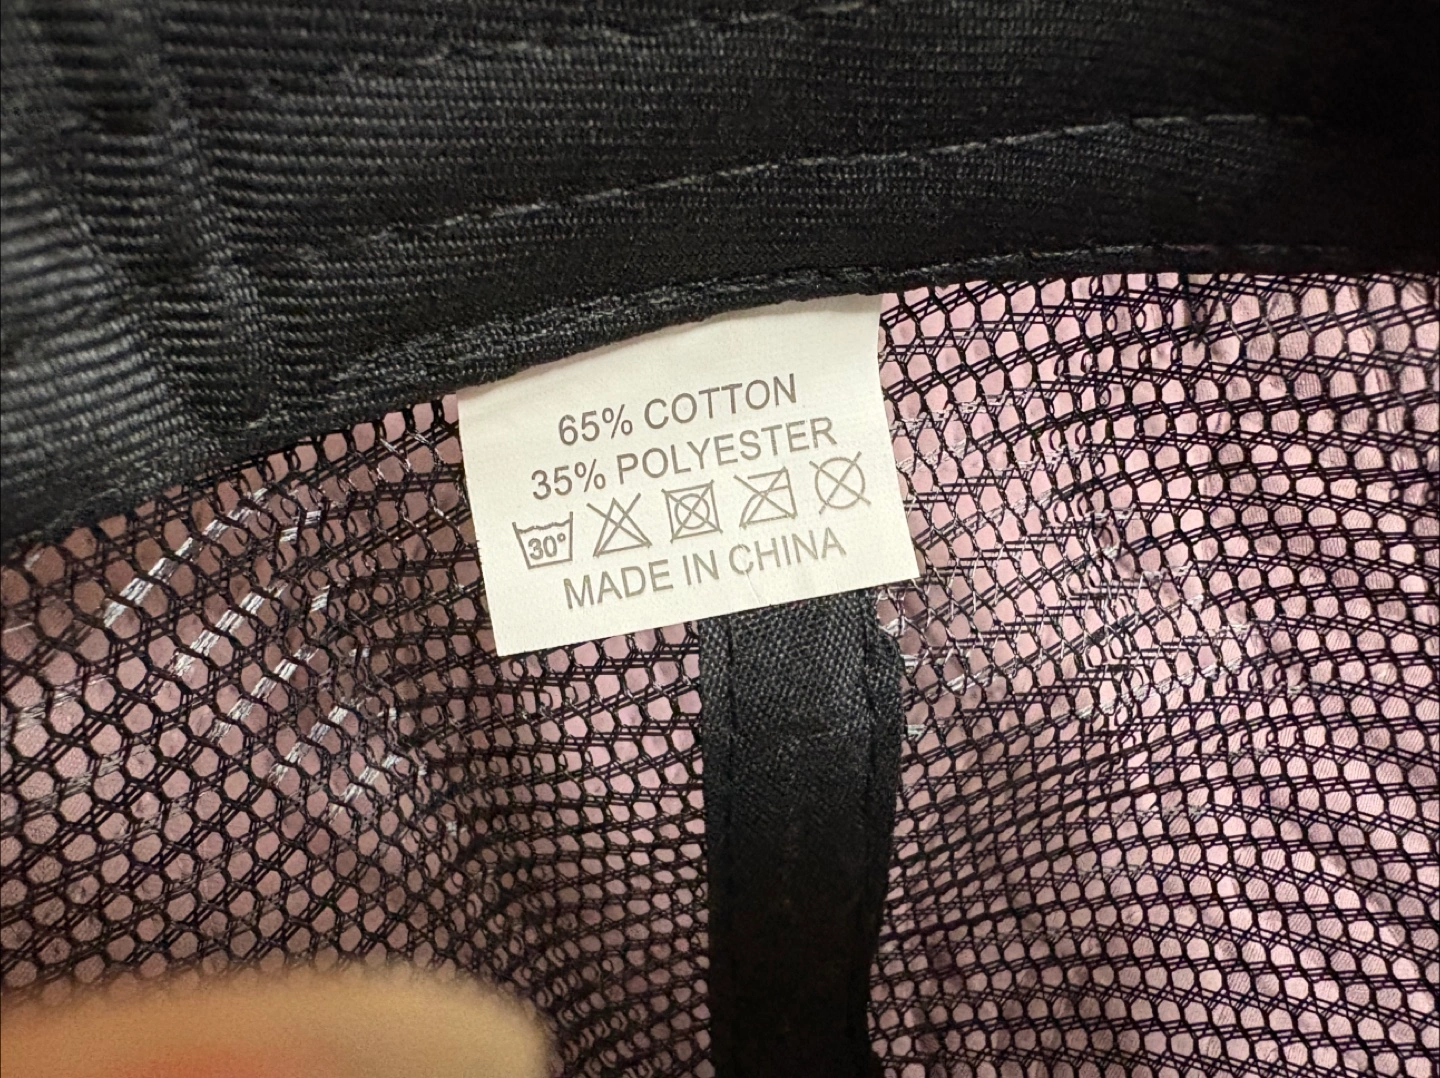 65% COTTON
35% POLYESTER
30°
MADE IN CHINA